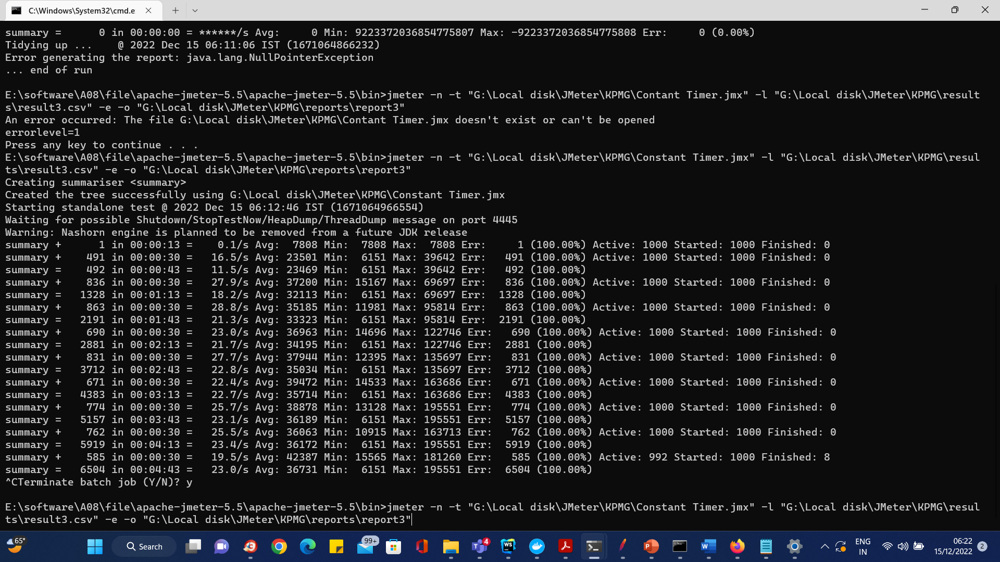 C:\Windows\System32\cmd.e
summary =      0 in 00:00:00 = ******/s Avg:     0 Min: 9223372036854775807 Max: -9223372036854775808 Err:     0 (0.00%)
Tidying up ...    @ 2022 Dec 15 06:11:06 IST (1671064866232)
Error generating the report: java.lang.NullPointerException
... end of run
E:\software\A08\file\apache-jmeter-5.5\apache-jmeter-5.5\bin>jmeter -n -t "G:\Local disk\JMeter\KPMG\Contant Timer.jmx" -l "G:\Local disk\JMeter\KPMG\result
s\result3.csv" -e -o "G:\Local disk\JMeter\KPMG\reports\report3"
An error occurred: The file G:\Local disk\JMeter\KPMG\Contant Timer.jmx doesn't exist or can't be opened
errorlevel=1
Press any key to continue . . .
E:\software\A08\file\apache-jmeter-5.5\apache-jmeter-5.5\bin>jmeter -n -t "G:\Local disk\JMeter\KPMG\Constant Timer.jmx" -l "G:\Local disk\JMeter\KPMG\resul
ts\result3.csv" -e -o "G:\Local disk\JMeter\KPMG\reports\report3"
Creating summariser <summary>
Created the tree successfully using G:\Local disk\JMeter\KPMG\Constant Timer.jmx
Starting standalone test @ 2022 Dec 15 06:12:46 IST (1671064966554)
Waiting for possible Shutdown/StopTestNow/HeapDump/ThreadDump message on port 4445
Warning: Nashorn engine is planned to be removed from a future JDK release
summary +      1 in 00:00:13 =    0.1/s Avg:  7808 Min:  7808 Max:  7808 Err:     1 (100.00%) Active: 1000 Started: 1000 Finished: 0
summary +    491 in 00:00:30 =   16.5/s Avg: 23501 Min:  6151 Max: 39642 Err:   491 (100.00%) Active: 1000 Started: 1000 Finished: 0
summary =    492 in 00:00:43 =   11.5/s Avg: 23469 Min:  6151 Max: 39642 Err:   492 (100.00%)
summary +    836 in 00:00:30 =   27.9/s Avg: 37200 Min: 15167 Max: 69697 Err:   836 (100.00%) Active: 1000 Started: 1000 Finished: 0
summary =   1328 in 00:01:13 =   18.2/s Avg: 32113 Min:  6151 Max: 69697 Err:  1328 (100.00%)
summary +    863 in 00:00:30 =   28.8/s Avg: 35185 Min: 11981 Max: 95814 Err:   863 (100.00%) Active: 1000 Started: 1000 Finished: 0
summary =   2191 in 00:01:43 =   21.3/s Avg: 33323 Min:  6151 Max: 95814 Err:  2191 (100.00%)
summary +    690 in 00:00:30 =   23.0/s Avg: 36963 Min: 14696 Max: 122746 Err:   690 (100.00%) Active: 1000 Started: 1000 Finished: 0
summary =   2881 in 00:02:13 =   21.7/s Avg: 34195 Min:  6151 Max: 122746 Err:  2881 (100.00%)
summary +    831 in 00:00:30 =   27.7/s Avg: 37944 Min: 12395 Max: 135697 Err:   831 (100.00%) Active: 1000 Started: 1000 Finished: 0
summary =   3712 in 00:02:43 =   22.8/s Avg: 35034 Min:  6151 Max: 135697 Err:  3712 (100.00%)
summary +    671 in 00:00:30 =   22.4/s Avg: 39472 Min: 14533 Max: 163686 Err:   671 (100.00%) Active: 1000 Started: 1000 Finished: 0
summary =   4383 in 00:03:13 =   22.7/s Avg: 35714 Min:  6151 Max: 163686 Err:  4383 (100.00%)
summary +    774 in 00:00:30 =   25.7/s Avg: 38878 Min: 13128 Max: 195551 Err:   774 (100.00%) Active: 1000 Started: 1000 Finished: 0
summary =   5157 in 00:03:43 =   23.1/s Avg: 36189 Min:  6151 Max: 195551 Err:  5157 (100.00%)
summary +    762 in 00:00:30 =   25.5/s Avg: 36063 Min: 10915 Max: 163713 Err:   762 (100.00%) Active: 1000 Started: 1000 Finished: 0
summary =   5919 in 00:04:13 =   23.4/s Avg: 36172 Min:  6151 Max: 195551 Err:  5919 (100.00%)
summary +    585 in 00:00:30 =   19.5/s Avg: 42387 Min: 15565 Max: 181260 Err:   585 (100.00%) Active: 992 Started: 1000 Finished: 8
summary =   6504 in 00:04:43 =   23.0/s Avg: 36731 Min:  6151 Max: 195551 Err:  6504 (100.00%)
^CTerminate batch job (Y/N)? y
E:\software\A08\file\apache-jmeter-5.5\apache-jmeter-5.5\bin>jmeter -n -t "G:\Local disk\JMeter\KPMG\Constant Timer.jmx" -l "G:\Local disk\JMeter\KPMG\resul
ts\result3.csv" -e -o "G:\Local disk\JMeter\KPMG\reports\report3"
65°
Search
99+
4
WS
P
W
ENG
IN
06:22
15/12/2022
2